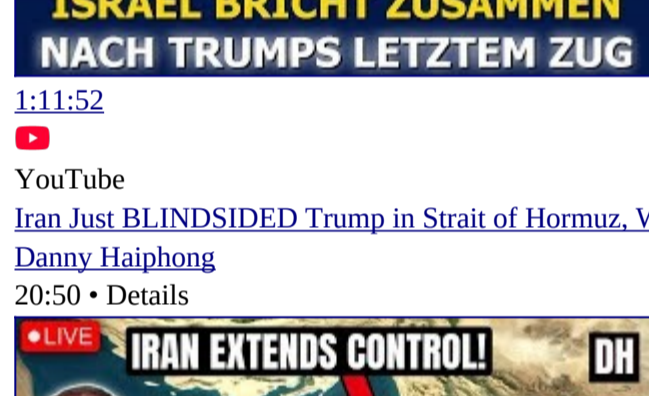 ISRAEL BRICHT ZUSAMMEN
NACH TRUMPS LETZTEM ZUG
1:11:52
YouTube
Iran Just BLINDSIDED Trump in Strait of Hormuz,
Danny Haiphong
20:50 • Details
LIVE
IRAN EXTENDS CONTROL!
DH